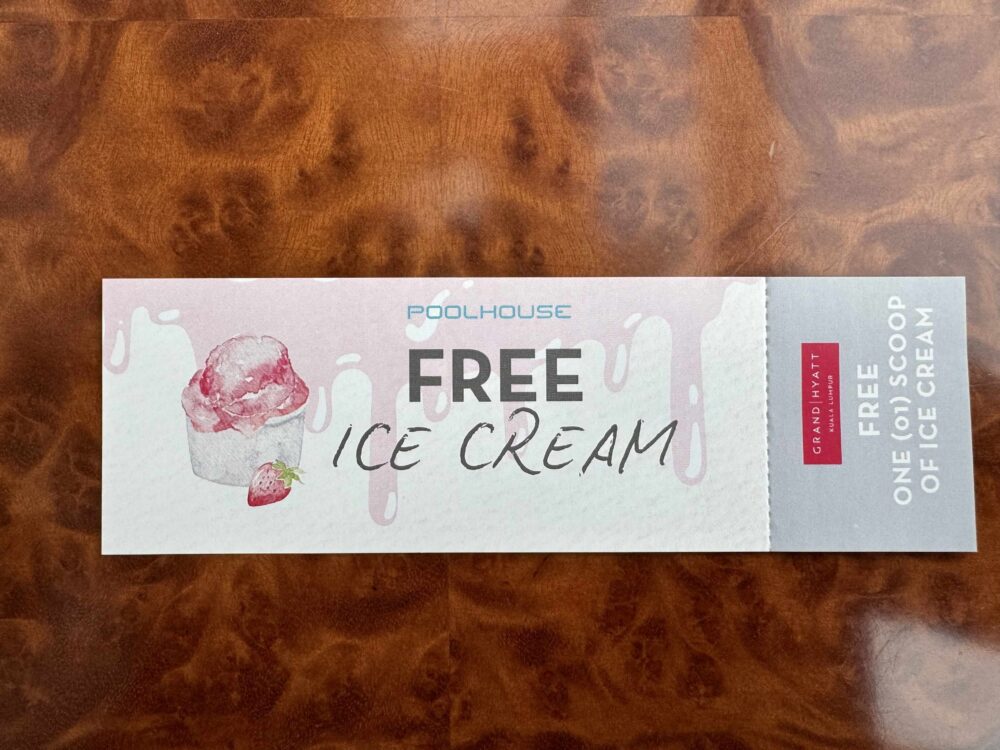 POOLHOUSE
FREE
ICE CREAM
GRAND|HYATT
KUALA LUMPUR
FREE
ONE (01) SCOOP
OF ICE CREAM